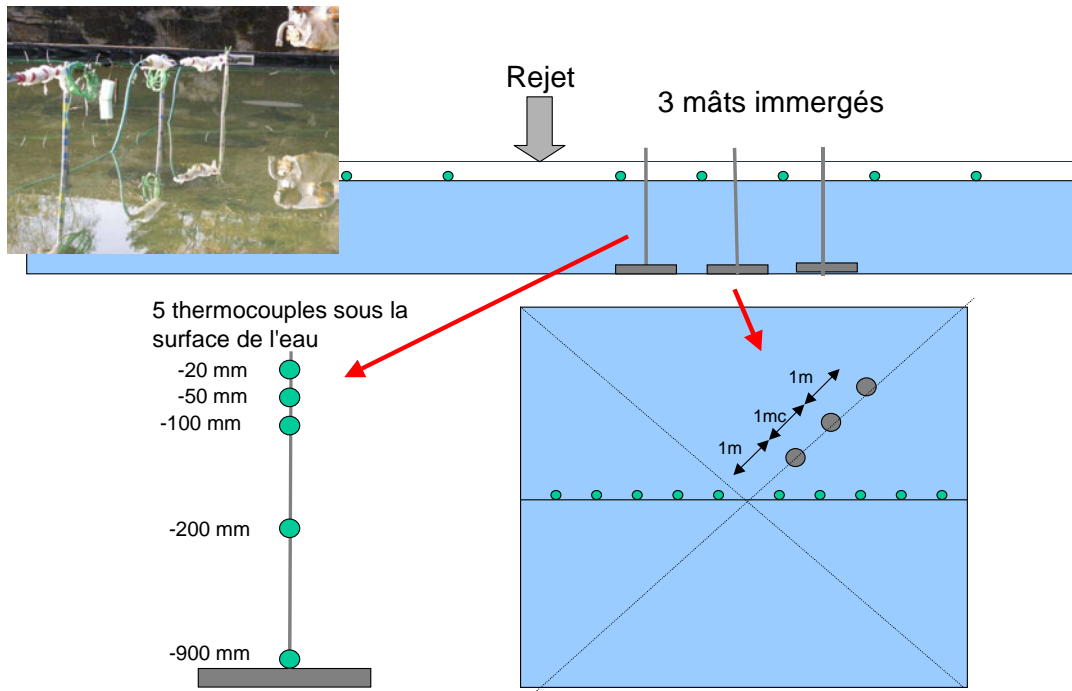 Rejet
3 mâts immergés
5 thermocouples sous la
surface de l'eau
-20 mm
-50 mm
-100 mm
-200 mm
-900 mm
1m
1mc
1m